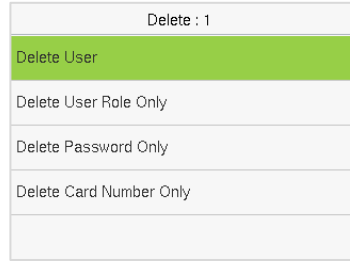 Delete : 1
Delete User
Delete User Role Only
Delete Password Only
Delete Card Number Only